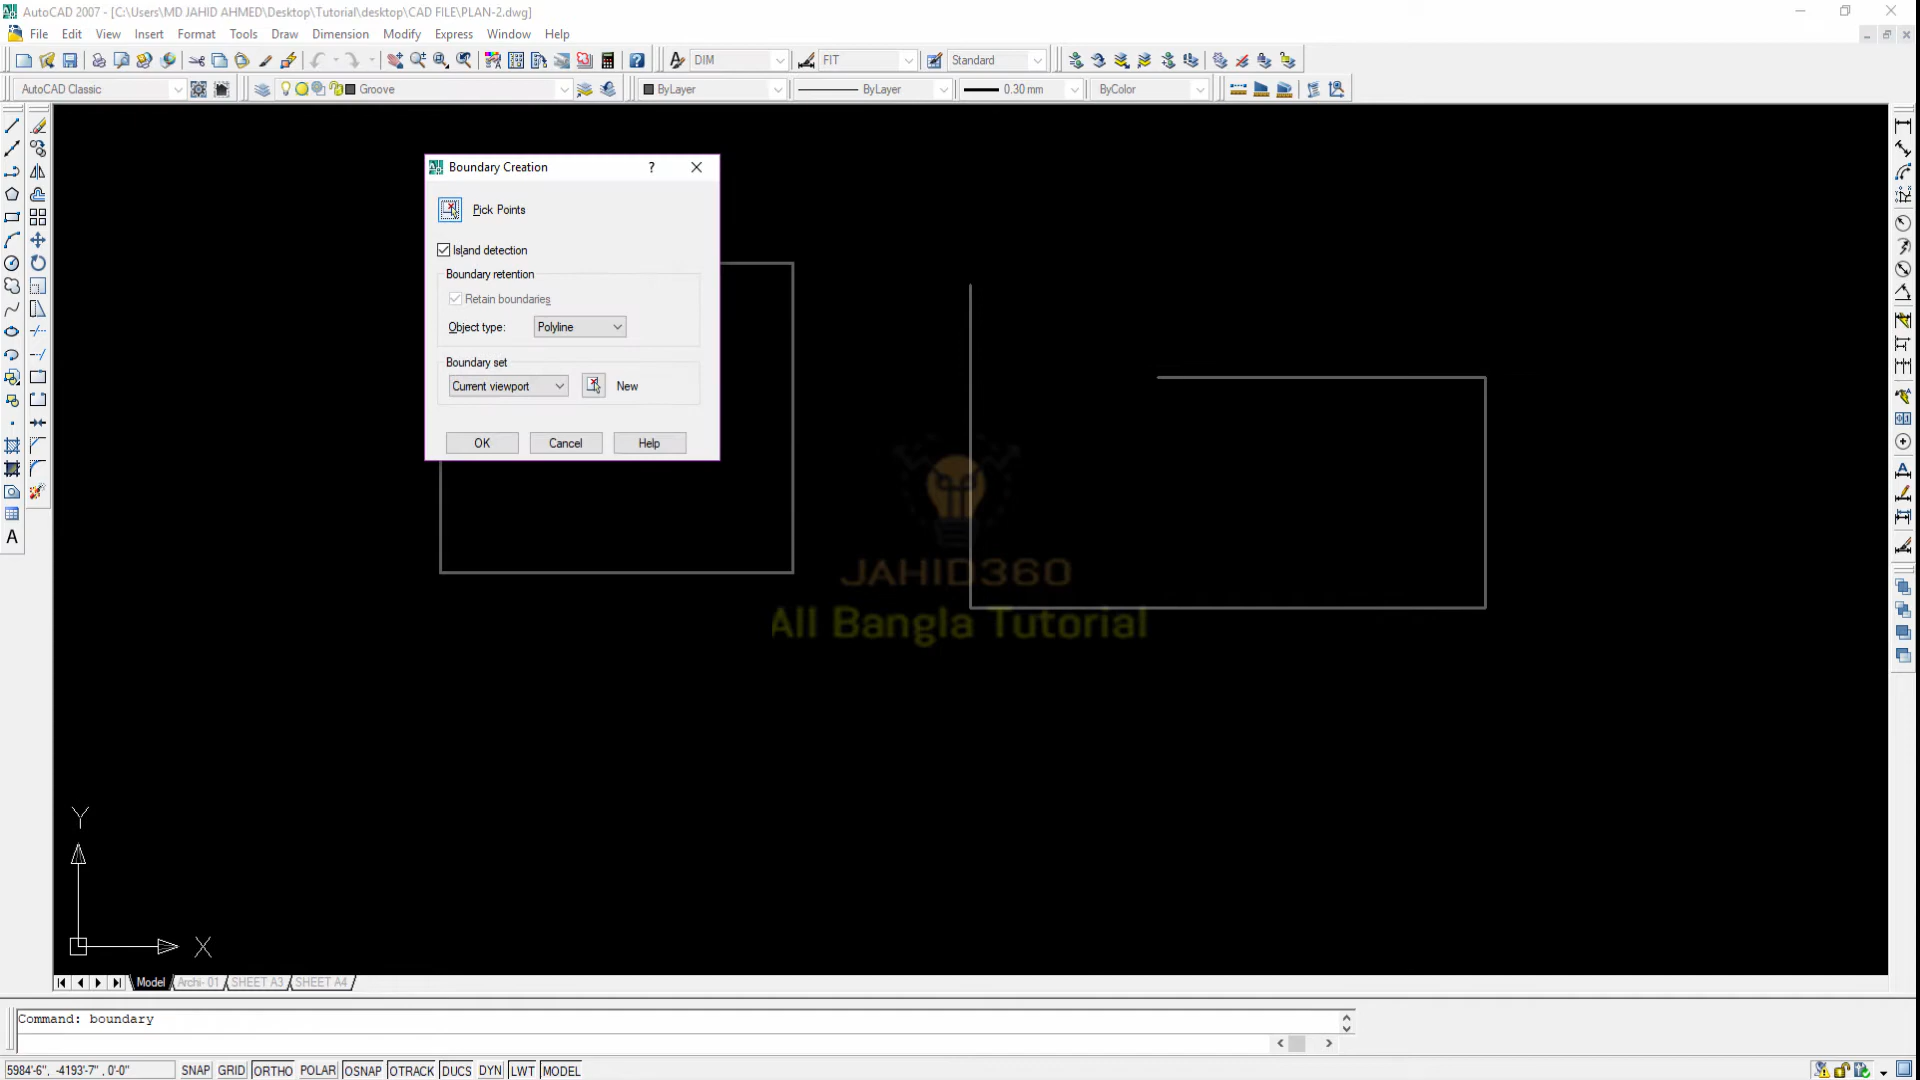 AutoCAD 2007 - [C:\Users\MD JAHID AHMED\Desktop\Tutorial\desktop\CAD FILE\PLAN-2.dwg]
File Edit View Insert Format Tools Draw Dimension Modify Express Window Help
DIM FIT Standard
AutoCAD Classic Groove ByLayer ByLayer 0.30 mm ByColor
Boundary Creation
Pick Points
Island detection
Boundary retention
Retain boundaries
Object type: Polyline
Boundary set
Current viewport New
OK Cancel Help
JAHID360
All Bangla Tutorial
A
Y
X
Model Archi- 01 SHEET A3 SHEET A4
Command: boundary
5984'-6", -4193'-7" , 0'-0" SNAP GRID ORTHO POLAR OSNAP OTRACK DUCS DYN LWT MODEL